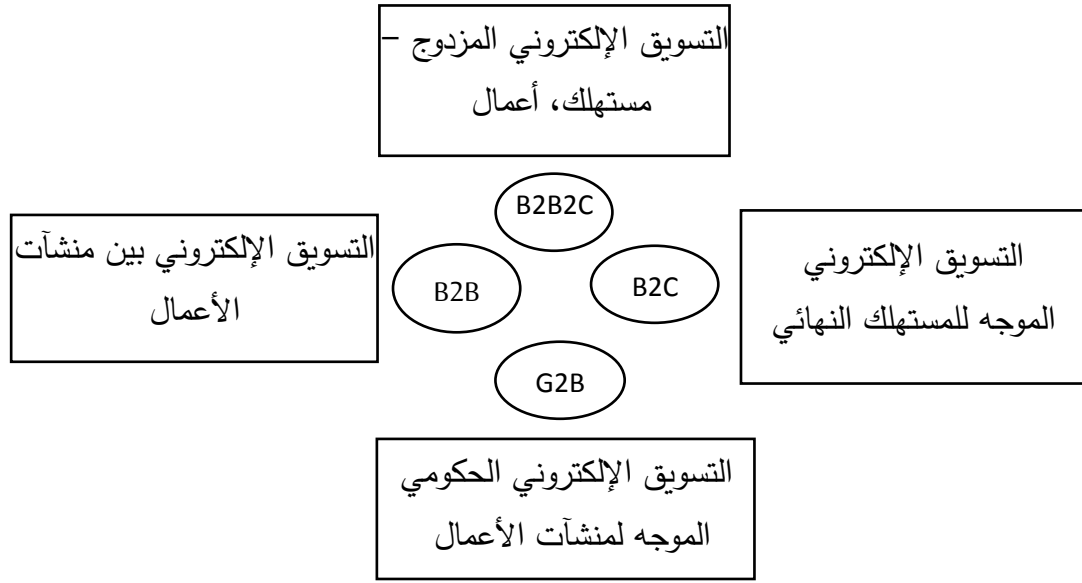 التسويق الإلكتروني المزدوج –
مستهلك، أعمال
B2B2C
التسويق الإلكتروني
الموجه للمستهلك النهائي
B2C
B2B
التسويق الإلكتروني بين منشآت
الأعمال
G2B
التسويق الإلكتروني الحكومي
الموجه لمنشآت الأعمال